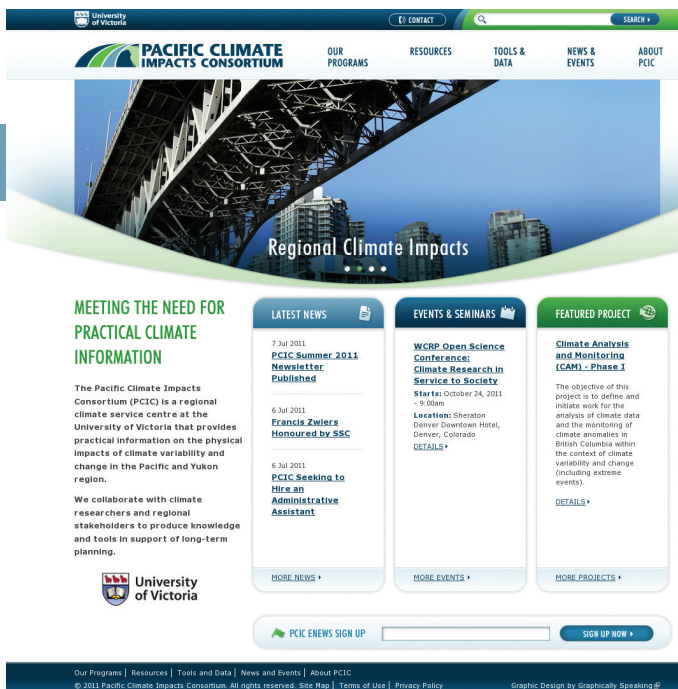 University
of Victoria
CONTACT
SEARCH
PACIFIC CLIMATE
IMPACTS CONSORTIUM
OUR
PROGRAMS
RESOURCES
TOOLS &
DATA
NEWS &
EVENTS
ABOUT
PCIC
Regional Climate Impacts
MEETING THE NEED FOR
PRACTICAL CLIMATE
INFORMATION
The Pacific Climate Impacts
Consortium (PCIC) is a regional
climate service centre at the
University of Victoria that provides
practical information on the physical
impacts of climate variability and
change in the Pacific and Yukon
region.
We collaborate with climate
researchers and regional
stakeholders to produce knowledge
and tools in support of long-term
planning.
University
of Victoria
LATEST NEWS
7 Jul 2011
PCIC Summer 2011
Newsletter
Published
6 Jul 2011
Francis Zwiers
Honoured by SSC
6 Jul 2011
PCIC Seeking to
Hire an
Administrative
Assistant
MORE NEWS
EVENTS & SEMINARS
WCRP Open Science
Conference:
Climate Research in
Service to Society
Starts: October 24, 2011
- 9:00am
Location: Sheraton
Denver Downtown Hotel,
Denver, Colorado
DETAILS
MORE EVENTS
FEATURED PROJECT
Climate Analysis
and Monitoring
(CAM) - Phase I
The objective of this
project is to define and
initiate work for the
analysis of climate data
and the monitoring of
climate anomalies in
British Columbia within
the context of climate
variability and change
(including extreme
events).
DETAILS
MORE PROJECTS
PCIC ENEWS SIGN UP
SIGN UP NOW
Our Programs | Resources | Tools and Data | News and Events | About PCIC
© 2011 Pacific Climate Impacts Consortium. All rights reserved. Site Map | Terms of Use | Privacy Policy
Graphic Design by Graphically Speaking